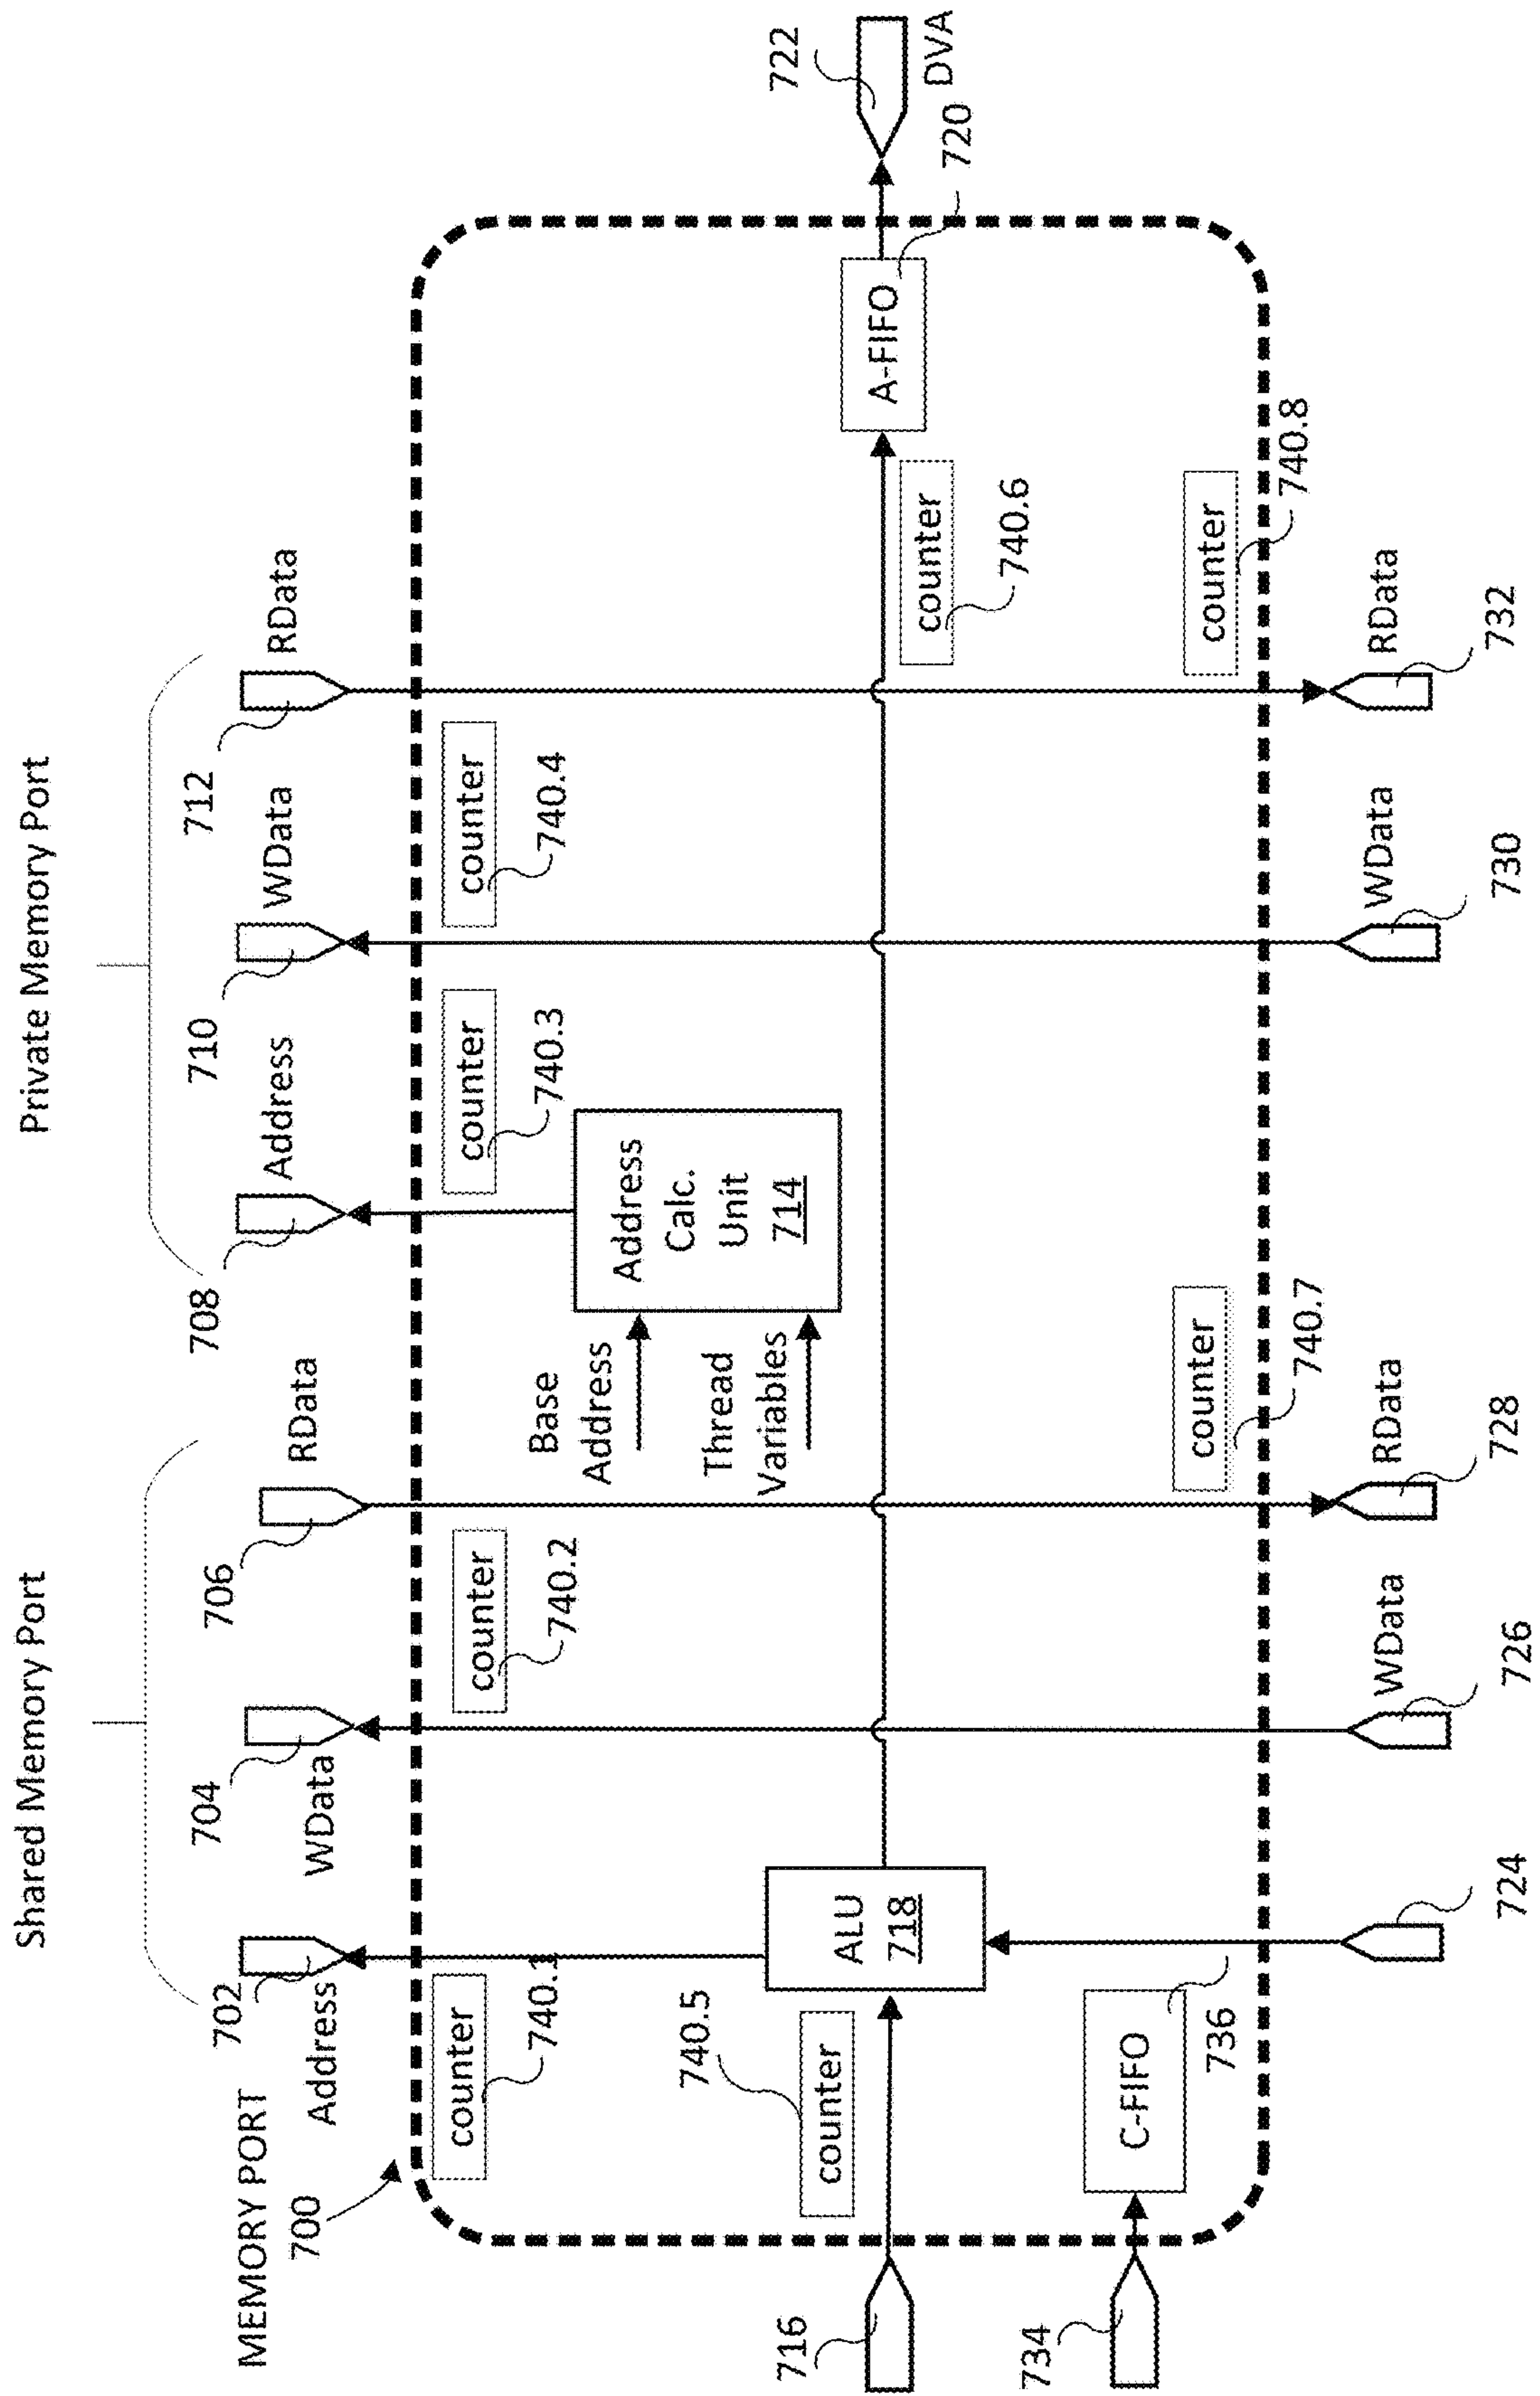 Shared Memory Port
Private Memory Port
702
704
706
708
710
712
MEMORY PORT
Address
WData
RData
Address
WData
RData
700
counter
740.1
counter
740.2
counter
740.3
counter
740.4
Base
Address
Thread
Variables
Address
Calc.
Unit
714
740.5
counter
716
ALU
718
counter
740.6
A-FIFO
720
722
DVA
734
C-FIFO
736
counter
740.7
counter
740.8
724
WData
726
RData
728
WData
730
RData
732